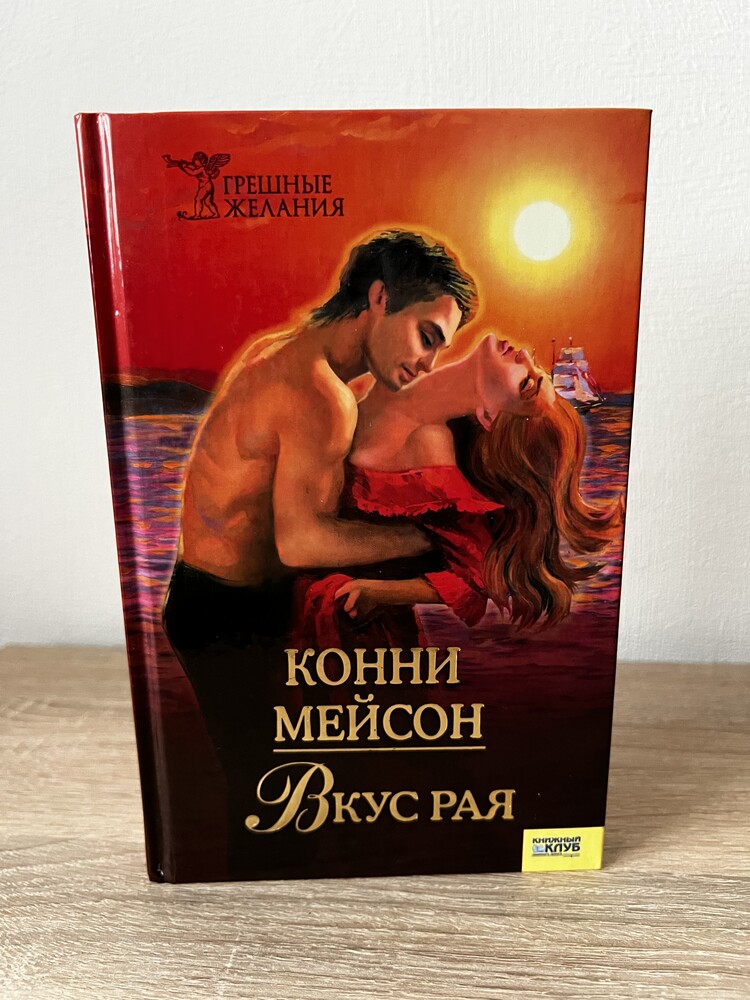 ГРЕШНЫЕ
ЖЕЛАНИЯ
КОННИ
МЕЙСОН
ВКУС РАЯ
КНИЖНЫЙ
КЛУБ